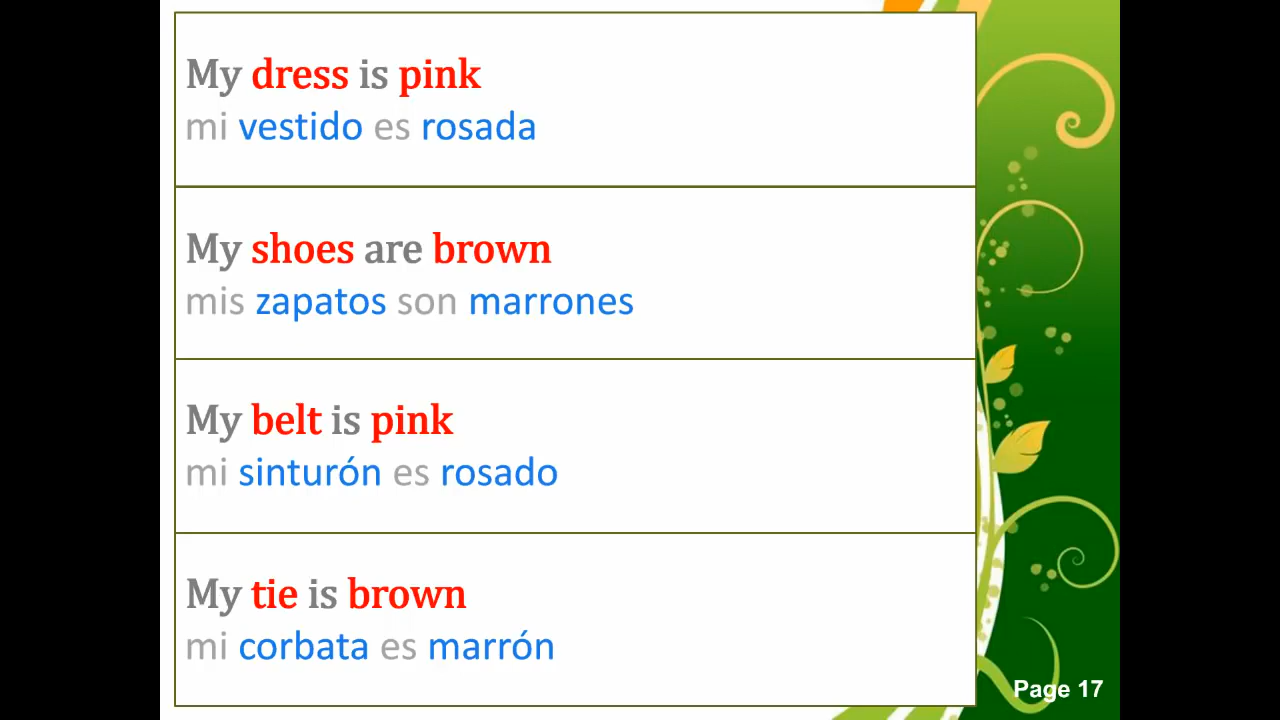 My dress is pink
mi vestido es rosada
My shoes are brown
mis zapatos son marrones
My belt is pink
mi sinturón es rosado
My tie is brown
mi corbata es marrón
Page 17